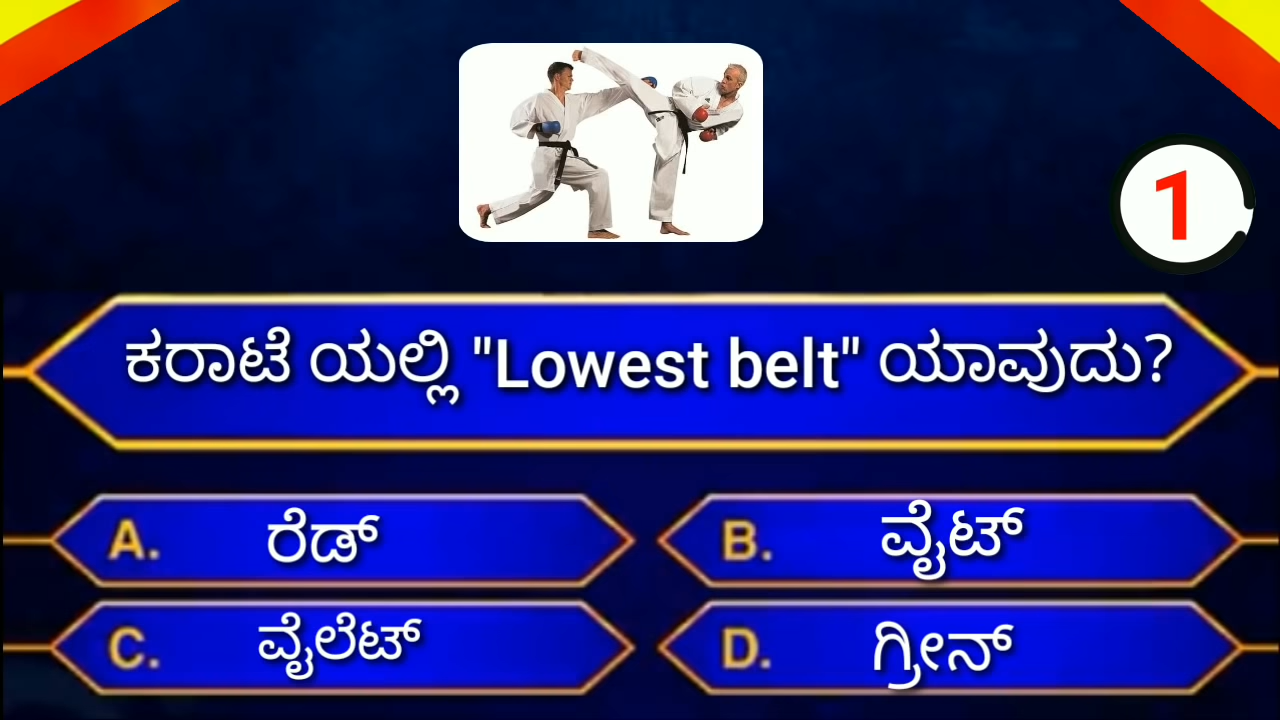 1
ಕರಾಟೆ ಯಲ್ಲಿ "Lowest belt" ಯಾವುದು?
A. ರೆಡ್
B. ವೈಟ್
C. ವೈಲೆಟ್
D. ಗ್ರೀನ್